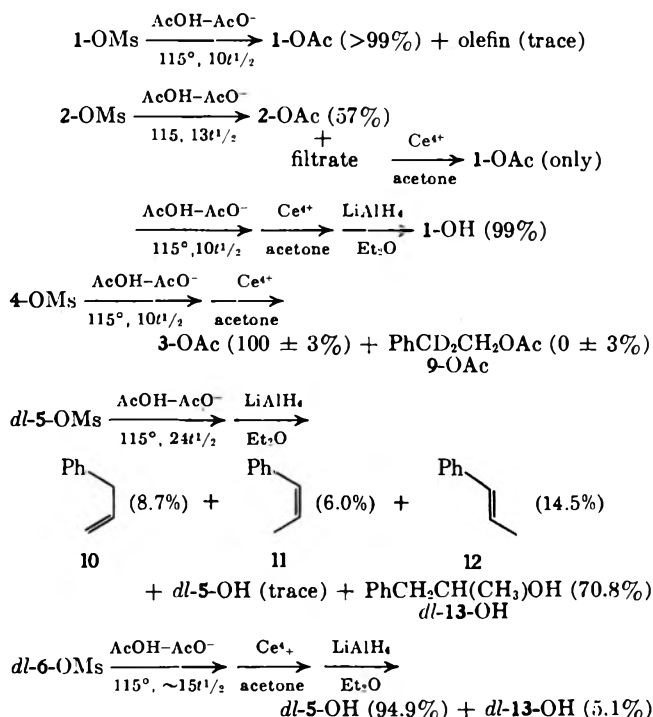 AcOH–AcO⁻
1-OMs ⟶ 1-OAc (>99%) + olefin (trace)
115°, 10t1/2
AcOH–AcO⁻
2-OMs ⟶ 2-OAc (57%)
115, 13t1/2
+
Ce⁴⁺
filtrate ⟶ 1-OAc (only)
acetone
AcOH–AcO⁻ Ce⁴⁺ LiAlH₄
⟶ ⟶ ⟶ 1-OH (99%)
115°,10t1/2 acetone Et₂O
AcOH–AcO⁻ Ce⁴⁺
4-OMs ⟶ ⟶
115°, 10t1/2 acetone
3-OAc (100 ± 3%) + PhCD₂CH₂OAc (0 ± 3%)
9-OAc
AcOH–AcO⁻ LiAlH₄
dl-5-OMs ⟶ ⟶
115°, 24t1/2 Et₂O
Ph Ph Ph
(8.7%) + (6.0%) + (14.5%)
10 11 12
+ dl-5-OH (trace) + PhCH₂CH(CH₃)OH (70.8%)
dl-13-OH
AcOH–AcO⁻ Ce⁴₊ LiAlH₄
dl-6-OMs ⟶ ⟶ ⟶
115°, ~15t1/2 acetone Et₂O
dl-5-OH (94.9%) + dl-13-OH (5.1%)